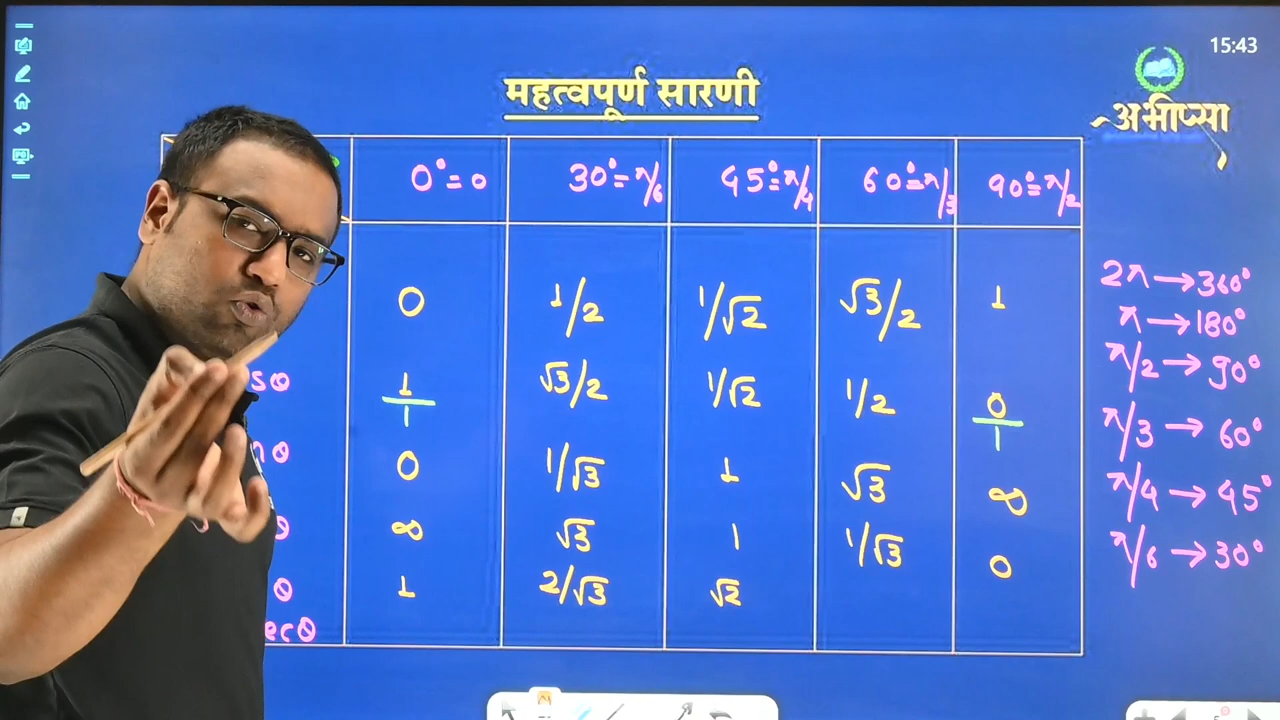 15:43
महत्वपूर्ण सारणी
अभीप्सा
0°=0 30°=π/6 45°=π/4 60°=π/3 90°=π/2
0 1/2 1/√2 √3/2 1
sθ 1/1 √3/2 1/√2 1/2 0/1
nθ 0 1/√3 1 √3 ∞
θ ∞ √3 1 1/√3 0
θ 1 2/√3 √2
ecθ
2π→360°
π→180°
π/2→90°
π/3→60°
π/4→45°
π/6→30°